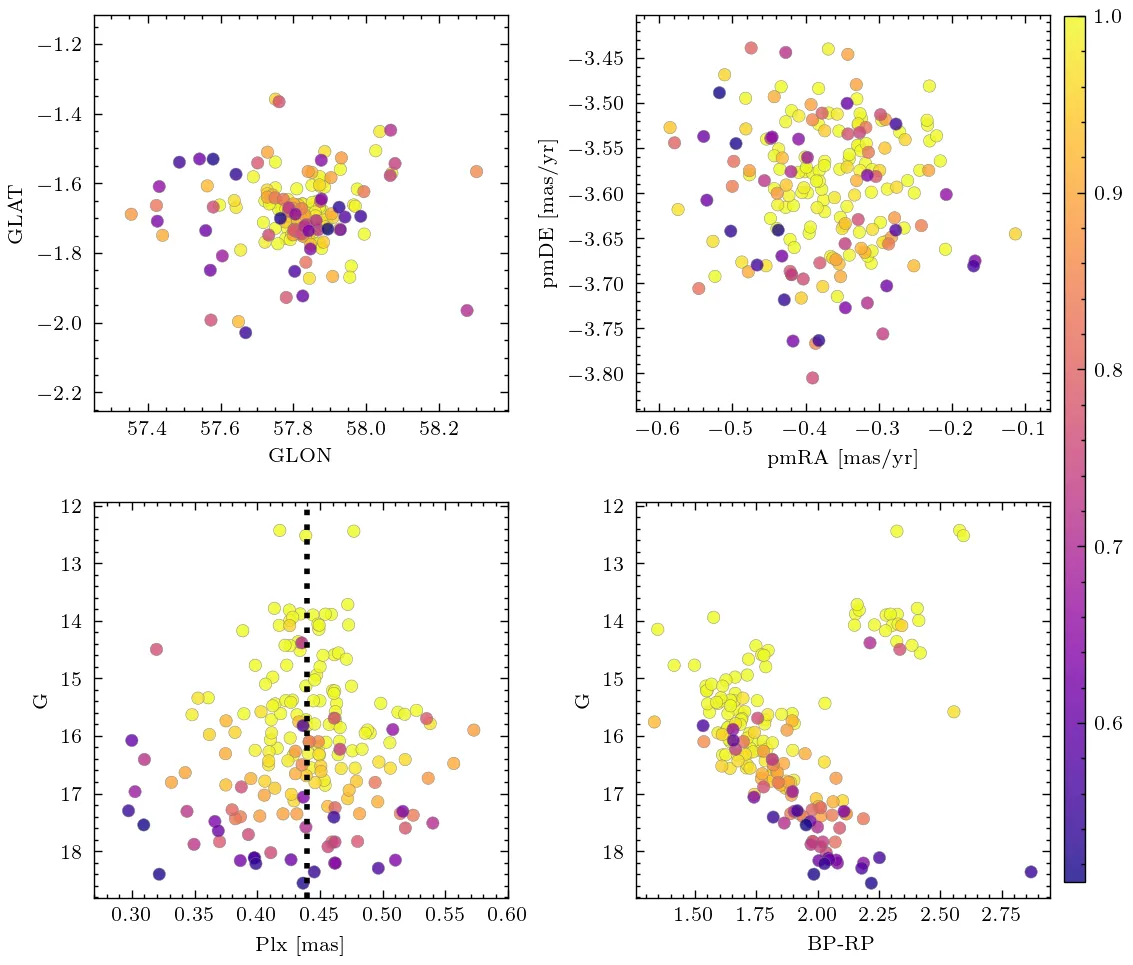 −1.2
−1.4
−1.6
−1.8
−2.0
−2.2
GLAT
57.4 57.6 57.8 58.0 58.2
GLON
−3.45
−3.50
−3.55
−3.60
−3.65
−3.70
−3.75
−3.80
pmDE [mas/yr]
−0.6 −0.5 −0.4 −0.3 −0.2 −0.1
pmRA [mas/yr]
1.0
0.9
0.8
0.7
0.6
12
13
14
15
16
17
18
G
0.30 0.35 0.40 0.45 0.50 0.55 0.60
Plx [mas]
12
13
14
15
16
17
18
G
1.50 1.75 2.00 2.25 2.50 2.75
BP-RP